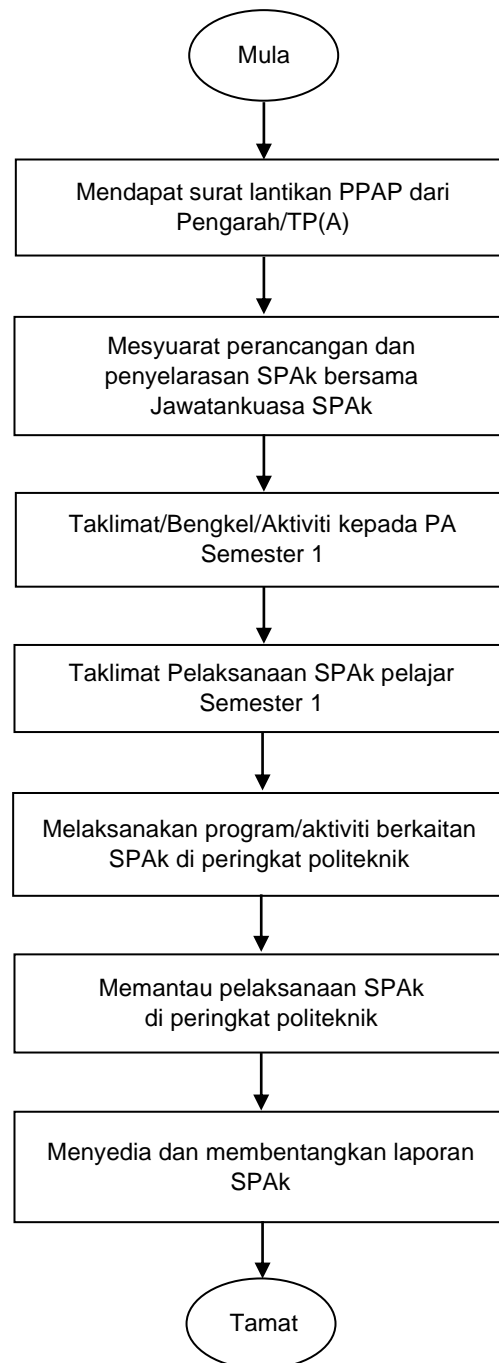 Mula
Mendapat surat lantikan PPAP dari
Pengarah/TP(A)
Mesyuarat perancangan dan
penyelarasan SPAk bersama
Jawatankuasa SPAk
Taklimat/Bengkel/Aktiviti kepada PA
Semester 1
Taklimat Pelaksanaan SPAk pelajar
Semester 1
Melaksanakan program/aktiviti berkaitan
SPAk di peringkat politeknik
Memantau pelaksanaan SPAk
di peringkat politeknik
Menyedia dan membentangkan laporan
SPAk
Tamat